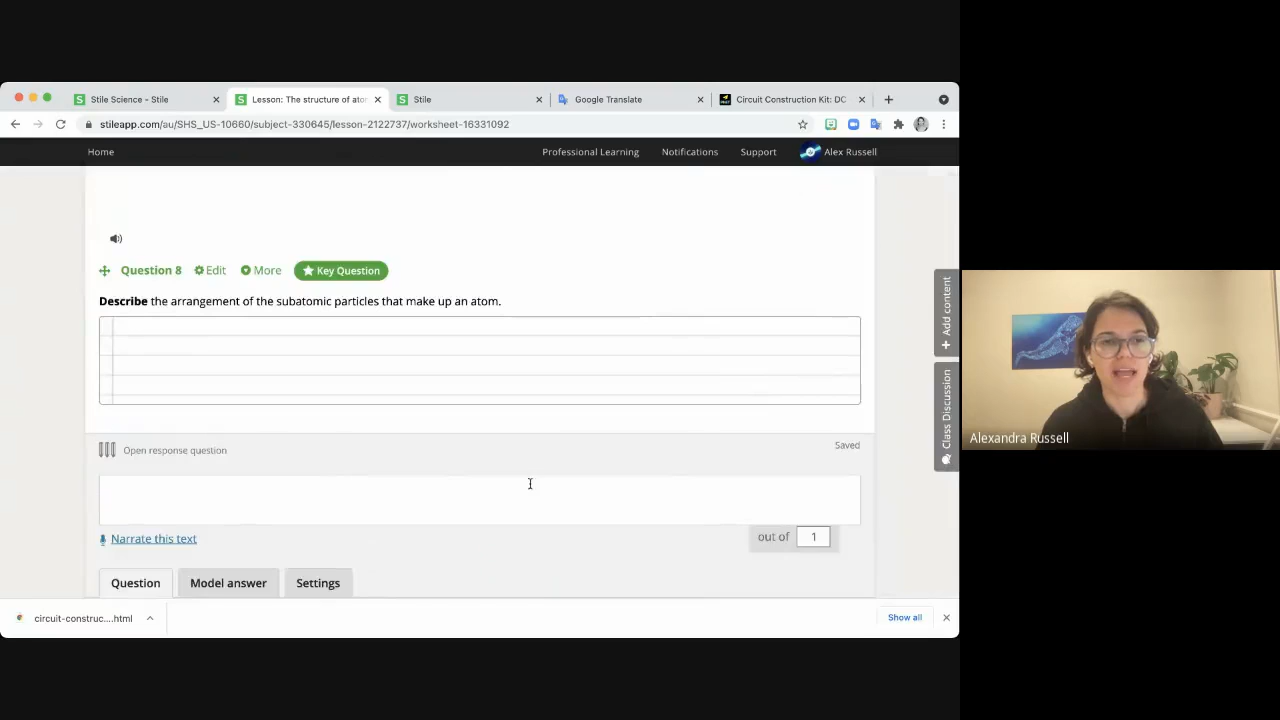 Stile Science - Stile
Lesson: The structure of ato
Stile
Google Translate
Circuit Construction Kit: DC
stileapp.com/au/SHS_US-10660/subject-330645/lesson-2122737/worksheet-16331092
Home
Professional Learning
Notifications
Support
Alex Russell
Question 8
Edit
More
Key Question
Describe the arrangement of the subatomic particles that make up an atom.
Add content
Class Discussion
Open response question
Saved
Narrate this text
out of 1
Question
Model answer
Settings
circuit-construc....html
Show all
Alexandra Russell